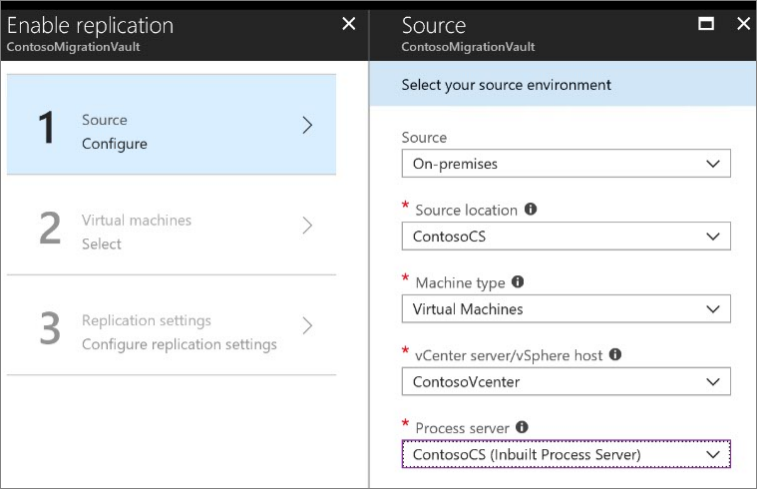 Enable replication
ContosoMigrationVault
1
Source
Configure
2
Virtual machines
Select
3
Replication settings
Configure replication settings
Source
ContosoMigrationVault
Select your source environment
Source
On-premises
* Source location
ContosoCS
* Machine type
Virtual Machines
* vCenter server/vSphere host
ContosoVcenter
* Process server
ContosoCS (Inbuilt Process Server)